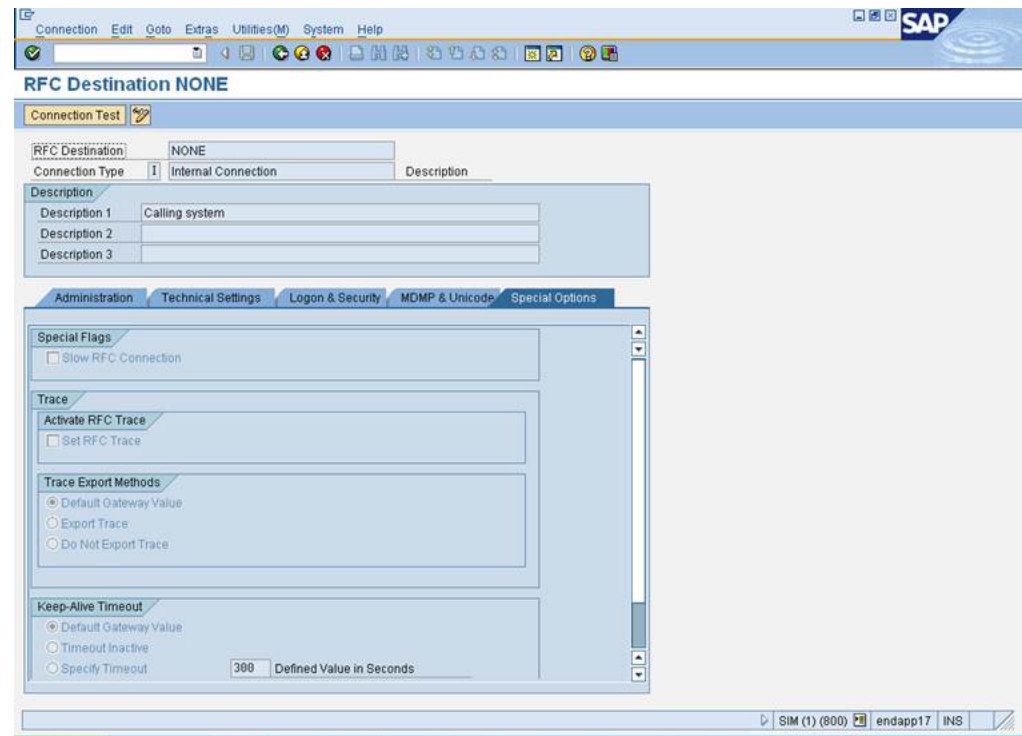 Connection Edit Goto Extras Utilities(M) System Help
SAP
RFC Destination NONE
Connection Test
RFC Destination NONE
Connection Type I Internal Connection Description
Description
Description 1 Calling system
Description 2
Description 3
Administration Technical Settings Logon & Security MDMP & Unicode Special Options
Special Flags
Slow RFC Connection
Trace
Activate RFC Trace
Set RFC Trace
Trace Export Methods
Default Gateway Value
Export Trace
Do Not Export Trace
Keep-Alive Timeout
Default Gateway Value
Timeout Inactive
Specify Timeout 300 Defined Value in Seconds
SIM (1) (800) endapp17 INS